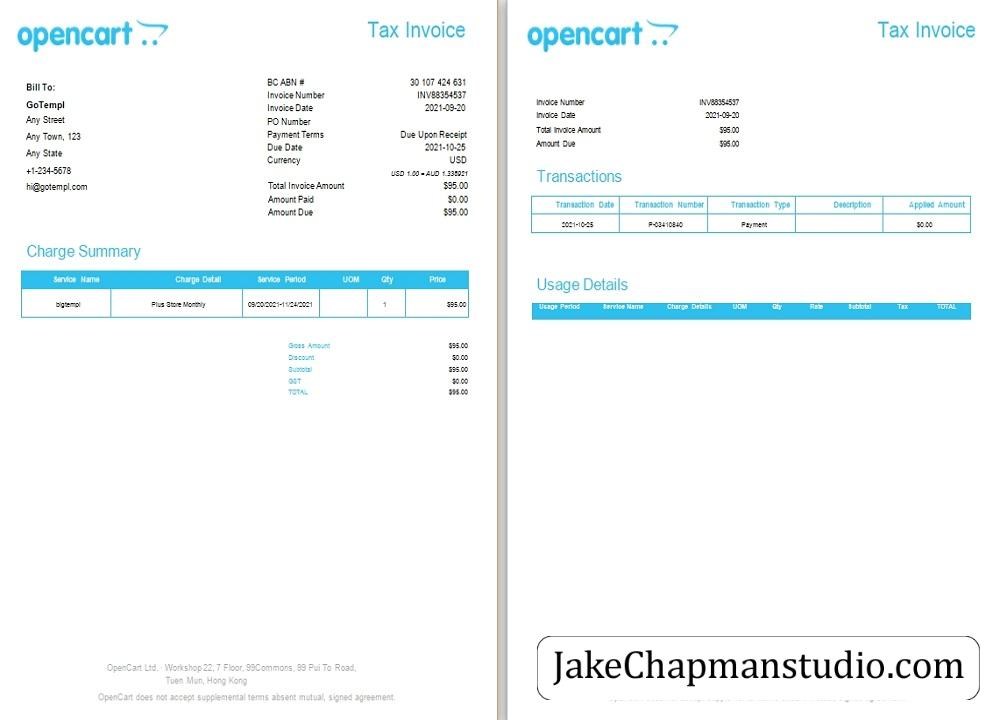 opencart
Tax Invoice
Bill To:
GoTempl
Any Street
Any Town, 123
Any State
+1-234-5678
hi@gotempl.com
BC ABN # 30 107 424 631
Invoice Number INV88354537
Invoice Date 2021-09-20
PO Number
Payment Terms Due Upon Receipt
Due Date 2021-10-25
Currency USD
USD 1.00 = AUD 1.335921
Total Invoice Amount $95.00
Amount Paid $0.00
Amount Due $95.00
Charge Summary
Service Name Charge Detail Service Period UOM Qty Price
bigtempl Plus Store Monthly 09/20/2021-11/24/2021 1 $95.00
Gross Amount $95.00
Discount $0.00
Subtotal $95.00
GST $0.00
TOTAL $95.00
OpenCart Ltd. · Workshop22; 7 Floor, 99Commons, 99 Pui To Road,
Tuen Mun, Hong Kong
OpenCart does not accept supplemental terms absent mutual, signed agreement.
opencart
Tax Invoice
Invoice Number INV88354537
Invoice Date 2021-09-20
Total Invoice Amount $95.00
Amount Due $95.00
Transactions
Transaction Date Transaction Number Transaction Type Description Applied Amount
2021-10-25 P-03410840 Payment $0.00
Usage Details
Usage Period Service Name Charge Details UOM Qty Rate Subtotal Tax TOTAL
JakeChapmanstudio.com